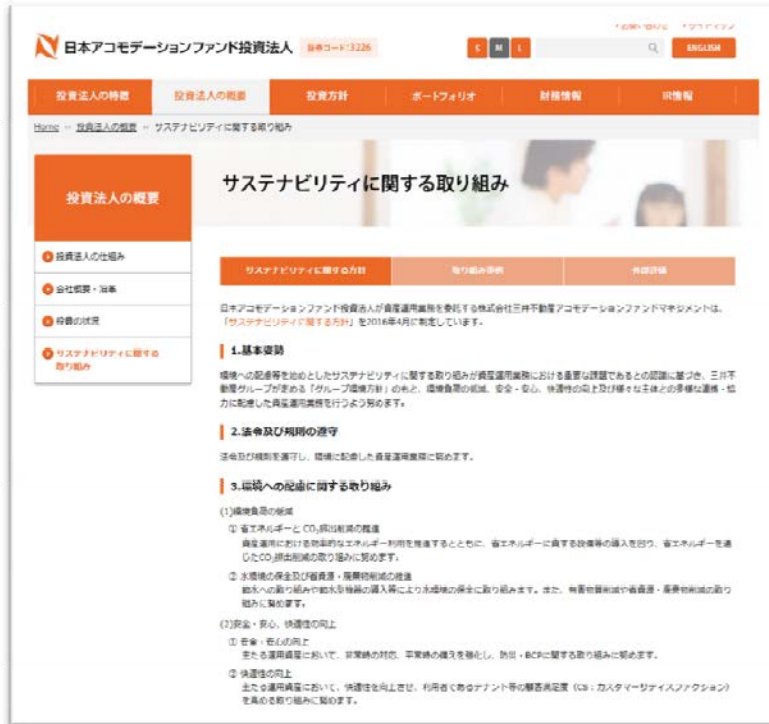 日本アコモデーションファンド投資法人
証券コード:3226
S M L
ENGLISH
投資法人の特徴 投資法人の概要 投資方針 ポートフォリオ 財務情報 IR情報
Home 投資法人の概要 サステナビリティに関する取り組み
投資法人の概要
投資法人の仕組み
会社概要・沿革
投資の状況
サステナビリティに関する
取り組み
サステナビリティに関する取り組み
サステナビリティに関する方針 取り組み事例 外部評価
日本アコモデーションファンド投資法人が資産運用業務を委託する株式会社三井不動産アコモデーションファンドマネジメントは、
「サステナビリティに関する方針」を2016年4月に制定しています。
1.基本姿勢
環境への配慮等を始めとしたサステナビリティに関する取り組みが資産運用業務における重要な課題であるとの認識に基づき、三井不
動産グループが定める「グループ環境方針」のもと、環境負荷の低減、安全・安心、快適性の向上及び様々な主体との多様な連携・協
力に配慮した資産運用業務を行うよう努めます。
2.法令及び規則の遵守
法令及び規則を遵守し、環境に配慮した資産運用業務に努めます。
3.環境への配慮に関する取り組み
(1)環境負荷の低減
① 省エネルギーと CO₂排出削減の推進
資産運用における効率的なエネルギー利用を推進するとともに、省エネルギーに資する設備等の導入を図り、省エネルギーを通
じたCO₂排出削減の取り組みに努めます。
② 水環境の保全及び省資源・廃棄物削減の推進
節水への取り組みや節水型機器の導入等により水環境の保全に取り組みます。また、有害物質削減や省資源・廃棄物削減の取り
組みに努めます。
(2)安全・安心、快適性の向上
① 安全・安心の向上
主たる運用資産において、非常時の対応、平常時の備えを強化し、防災・BCPに関する取り組みに努めます。
② 快適性の向上
主たる運用資産において、快適性を向上させ、利用者であるテナント等の顧客満足度（CS：カスタマーサティスファクション）
を高める取り組みに努めます。